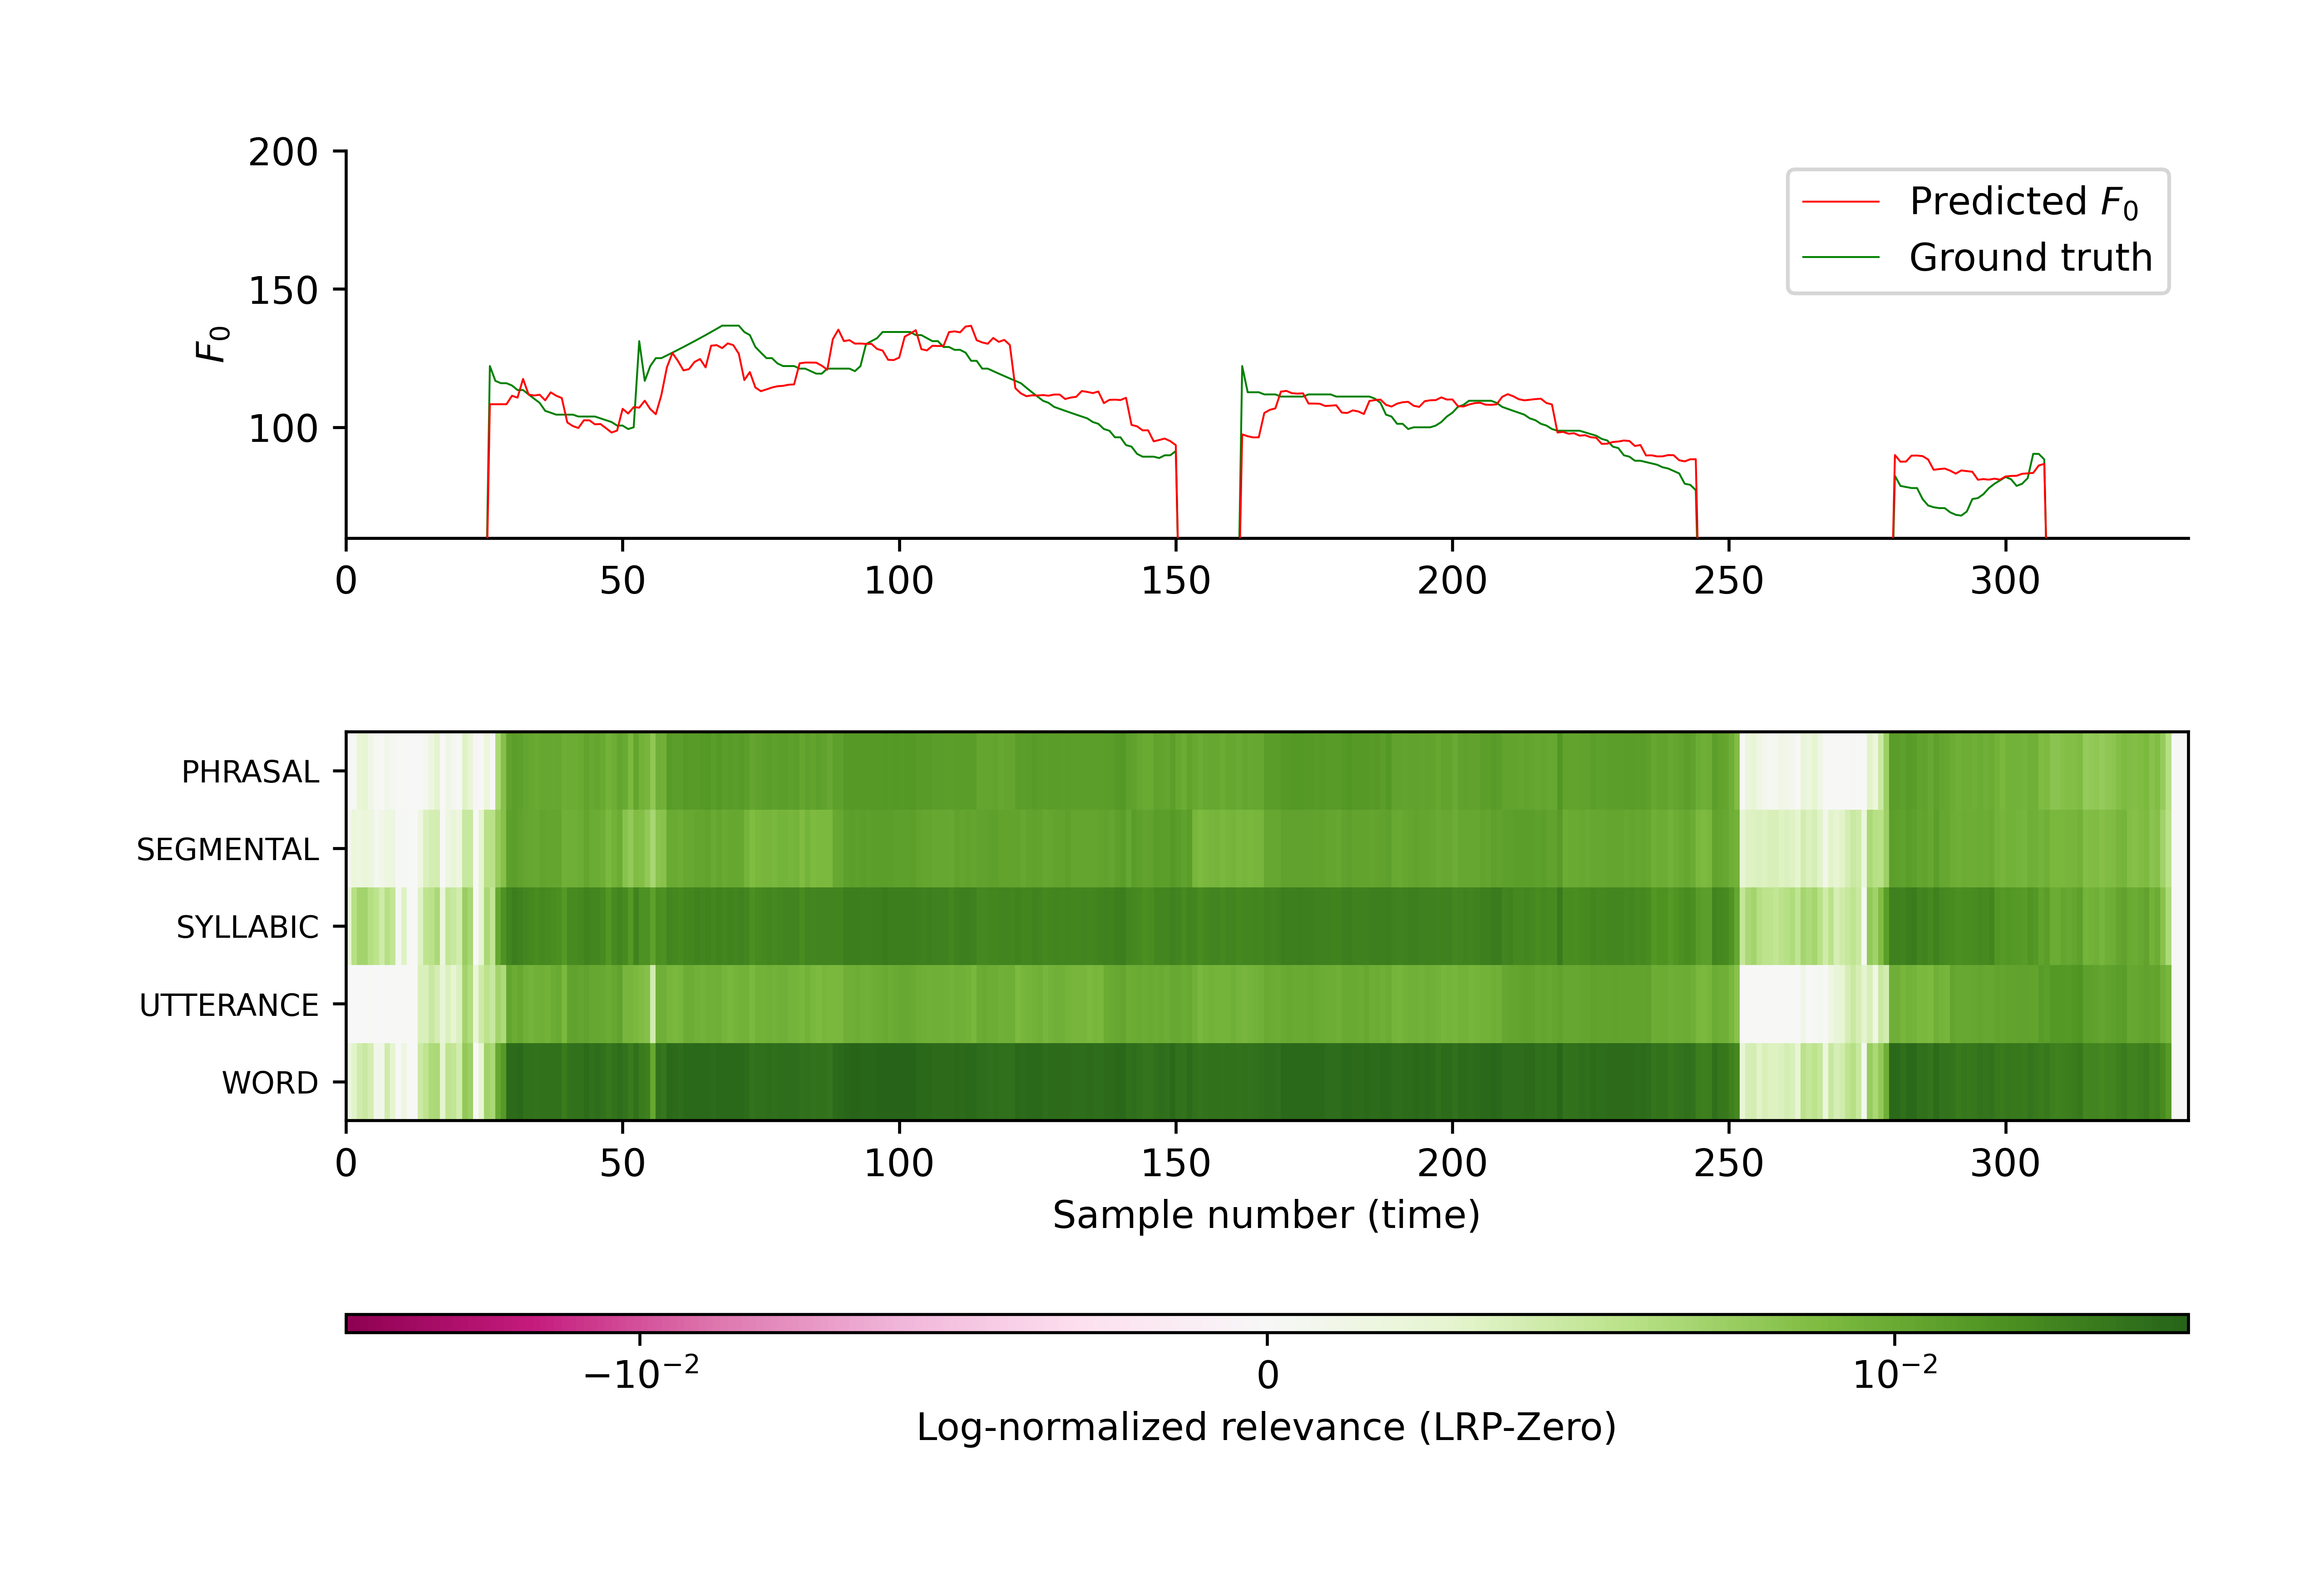 200
150
100
F₀
Predicted F₀
Ground truth
0 50 100 150 200 250 300
PHRASAL
SEGMENTAL
SYLLABIC
UTTERANCE
WORD
0 50 100 150 200 250 300
Sample number (time)
−10⁻² 0 10⁻²
Log-normalized relevance (LRP-Zero)